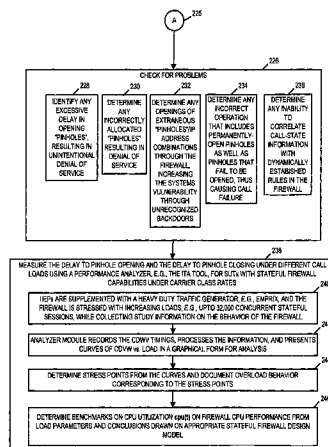 A
225
226
CHECK FOR PROBLEMS
228
IDENTIFY ANY
EXCESSIVE
DELAY IN
OPENING
"PINHOLES",
RESULTING IN
UNINTENTIONAL
DENIAL OF
SERVICE
230
DETERMINE
ANY
INCORRECTLY
ALLOCATED
"PINHOLES"
RESULTING IN
DENIAL OF
SERVICE
232
DETERMINE ANY
OPENINGS OF
EXTRANEOUS
"PINHOLES"/IP
ADDRESS
COMBINATIONS
THROUGH THE
FIREWALL,
INCREASING THE
SYSTEMS
VULNERABILITY
THROUGH
UNRECOGNIZED
BACKDOORS
234
DETERMINE ANY
INCORRECT
OPERATION
THAT INCLUDES
PERMANENTLY-
OPEN PINHOLES
AS WELL AS
PINHOLES THAT
FAIL TO BE
OPENED, THUS
CAUSING CALL
FAILURE
DETERMINE
ANY INABILITY
TO
CORRELATE
CALL-STATE
INFORMATION
WITH
DYNAMICALLY
ESTABLISHED
RULES IN THE
FIREWALL
MEASURE THE DELAY TO PINHOLE OPENING AND THE DELAY TO PINHOLE CLOSING UNDER DIFFERENT CALL
LOADS USING A PERFORMANCE ANALYZER, E.G., THE ITA TOOL, FOR SUTs WITH STATEFUL FIREWALL
CAPABILITIES UNDER CARRIER CLASS RATES
IIEPs ARE SUPPLEMENTED WITH A HEAVY DUTY TRAFFIC GENERATOR, E.G., EMPRIX, AND THE
FIREWALL IS STRESSED WITH INCREASING LOADS, E.G., UPTO 32,000 CONCURRENT STATEFUL
SESSIONS, WHILE COLLECTING STUDY INFORMATION ON THE BEHAVIOR OF THE FIREWALL.
ANALYZER MODULE RECORDS THE CDWV TIMINGS, PROCESSES THE INFORMATION, AND PRESENTS
CURVES OF CDVW vs. LOAD IN A GRAPHICAL FORM FOR ANALYSIS
DETERMINE STRESS POINTS FROM THE CURVES AND DOCUMENT OVERLOAD BEHAVIOR
CORRESPONDING TO THE STRESS POINTS
DETERMINE BENCHMARKS ON CPU UTILIZATION cpu(t) ON FIREWALL CPU PERFORMANCE FROM
LOAD PARAMETERS AND CONCLUSIONS DRAWN ON APPROPRIATE STATEFUL FIREWALL DESIGN
MODEL